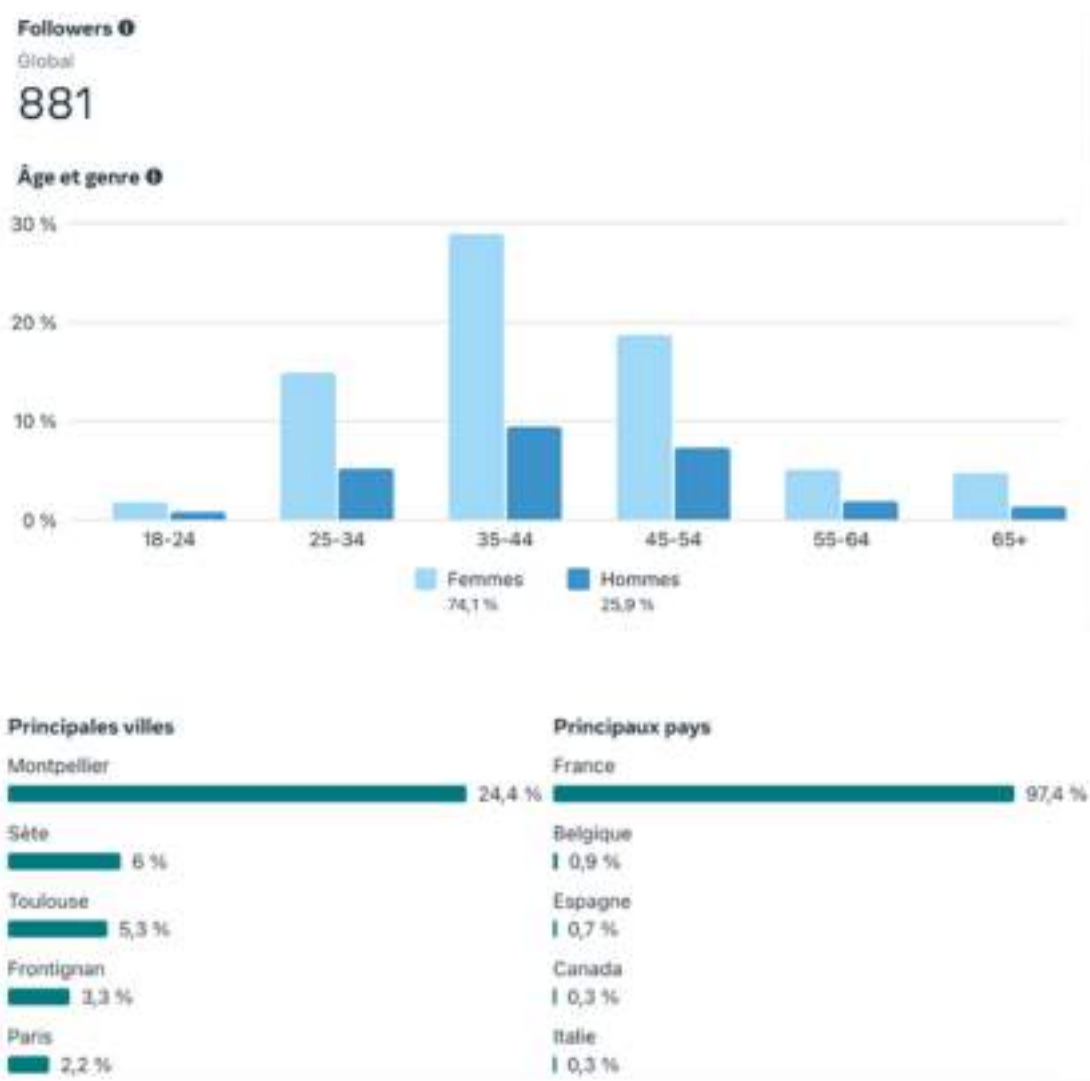 Followers
Global
881
Âge et genre
30 %
20 %
10 %
0 %
18-24 25-34 35-44 45-54 55-64 65+
Femmes Hommes
74,1 % 25,9 %
Principales villes
Montpellier
24,4 %
Sète
6 %
Toulouse
5,3 %
Frontignan
3,3 %
Paris
2,2 %
Principaux pays
France
97,4 %
Belgique
0,9 %
Espagne
0,7 %
Canada
0,3 %
Italie
0,3 %